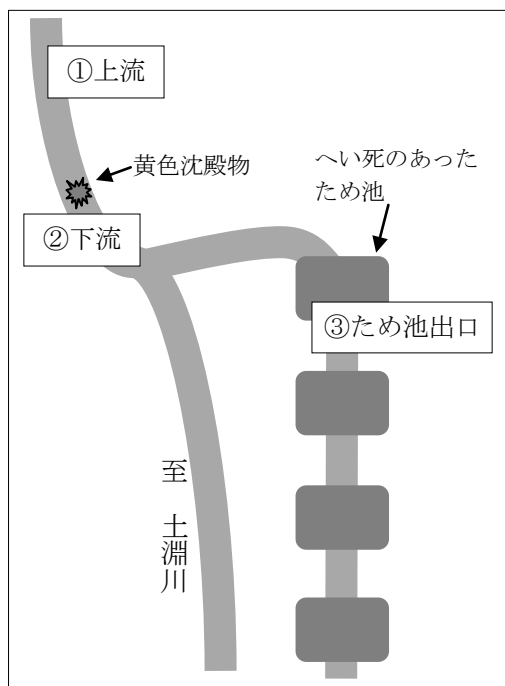 ①上流
黄色沈殿物
へい死のあった
ため池
②下流
③ため池出口
至　土淵川